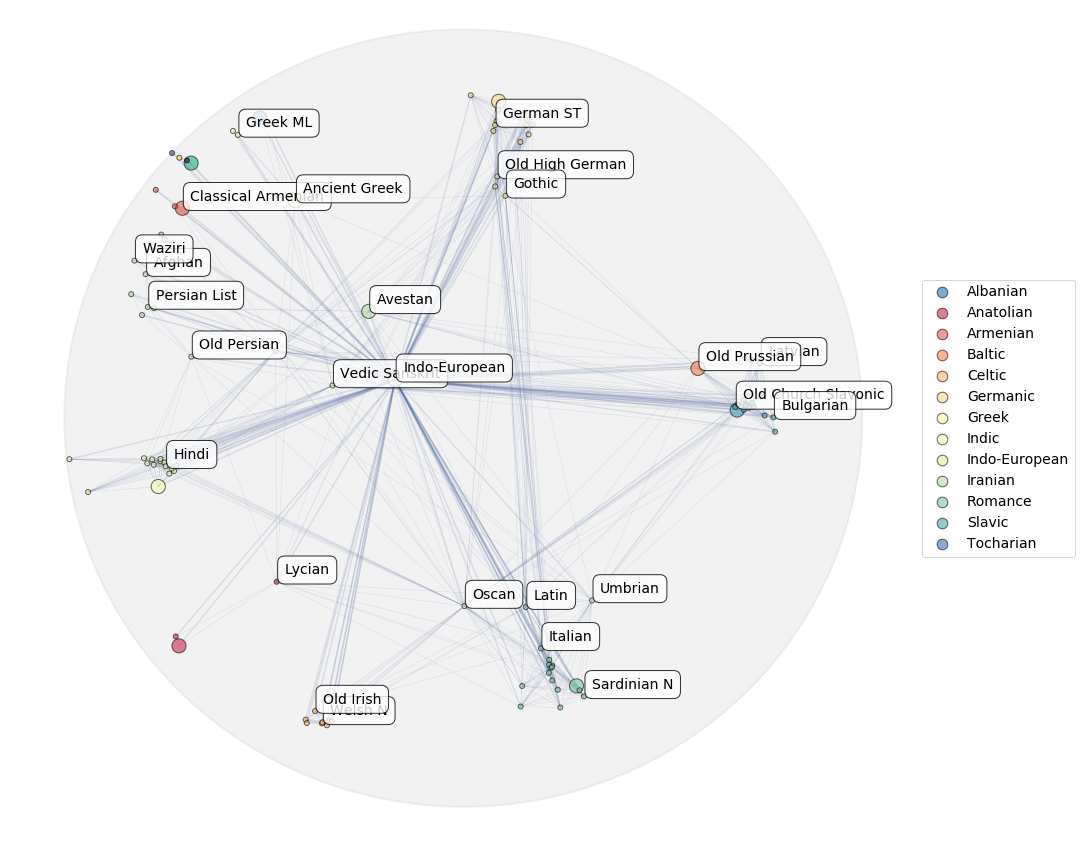 Greek ML
German ST
Old High German
Gothic
Classical Armenian
Ancient Greek
Waziri
Afghan
Persian List
Avestan
Old Persian
Vedic Sanskrit
Indo-European
Old Prussian
Latvian
Old Church Slavonic
Bulgarian
Hindi
Lycian
Oscan
Latin
Umbrian
Italian
Sardinian N
Old Irish
Welsh N
Albanian
Anatolian
Armenian
Baltic
Celtic
Germanic
Greek
Indic
Indo-European
Iranian
Romance
Slavic
Tocharian